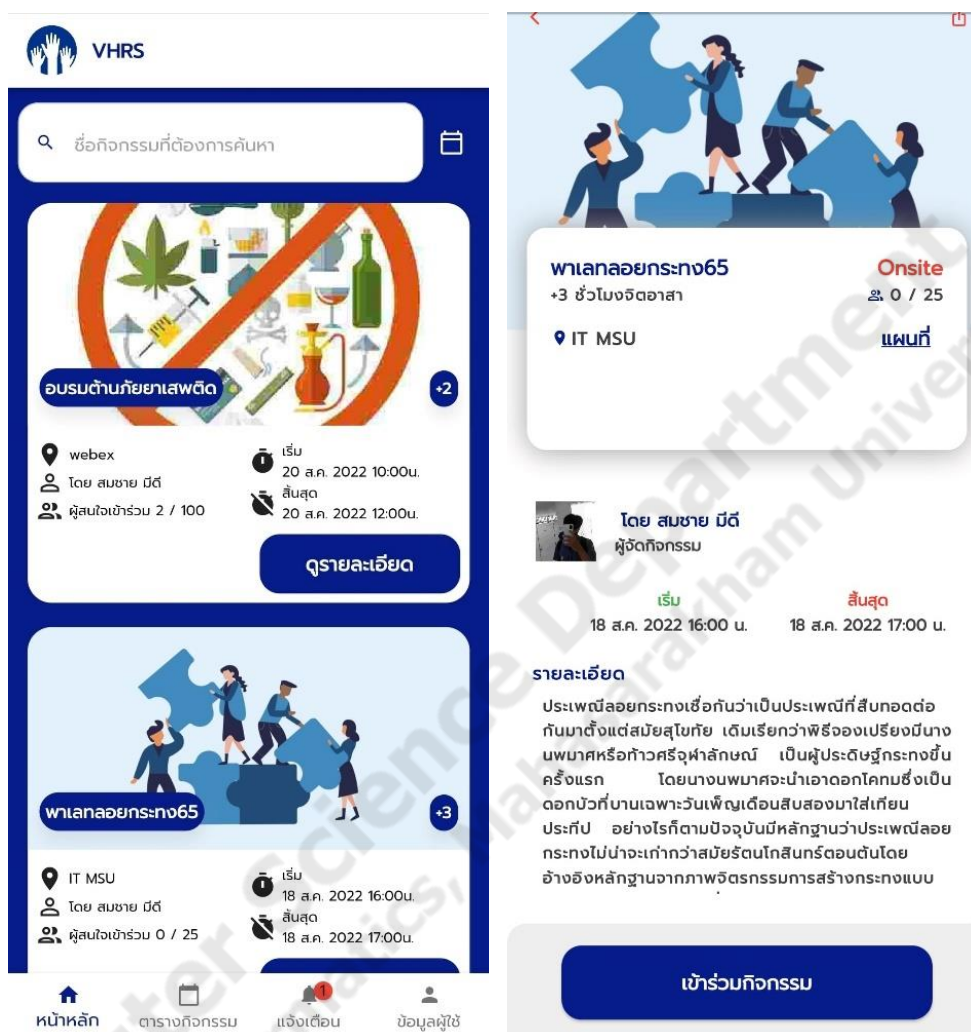 VHRS
ชื่อกิจกรรมที่ต้องการค้นหา
อบรมต้านภัยยาเสพติด
+2
webex
โดย สมชาย มีดี
ผู้สนใจเข้าร่วม 2 / 100
เริ่ม
20 ส.ค. 2022 10:00น.
สิ้นสุด
20 ส.ค. 2022 12:00น.
ดูรายละเอียด
พาเลทลอยกระทง65
+3
IT MSU
โดย สมชาย มีดี
ผู้สนใจเข้าร่วม 0 / 25
เริ่ม
18 ส.ค. 2022 16:00น.
สิ้นสุด
18 ส.ค. 2022 17:00น.
หน้าหลัก
ตารางกิจกรรม
1
แจ้งเตือน
ข้อมูลผู้ใช้
พาเลทลอยกระทง65
Onsite
+3 ชั่วโมงจิตอาสา
0 / 25
IT MSU
แผนที่
โดย สมชาย มีดี
ผู้จัดกิจกรรม
เริ่ม
18 ส.ค. 2022 16:00 น.
สิ้นสุด
18 ส.ค. 2022 17:00 น.
รายละเอียด
ประเพณีลอยกระทงเชื่อกันว่าเป็นประเพณีที่สืบทอดต่อ
กันมาตั้งแต่สมัยสุโขทัย เดิมเรียกว่าพิธีจองเปรียงมีนาง
นพมาศหรือท้าวศรีจุฬาลักษณ์ เป็นผู้ประดิษฐ์กระทงขึ้น
ครั้งแรก โดยนางนพมาศจะนำเอาดอกโคทมซึ่งเป็น
ดอกบัวที่บานเฉพาะวันเพ็ญเดือนสิบสองมาใส่เทียน
ประทีป อย่างไรก็ตามปัจจุบันมีหลักฐานว่าประเพณีลอย
กระทงไม่น่าจะเก่ากว่าสมัยรัตนโกสินทร์ตอนต้นโดย
อ้างอิงหลักฐานจากภาพจิตรกรรมการสร้างกระทงแบบ
เข้าร่วมกิจกรรม